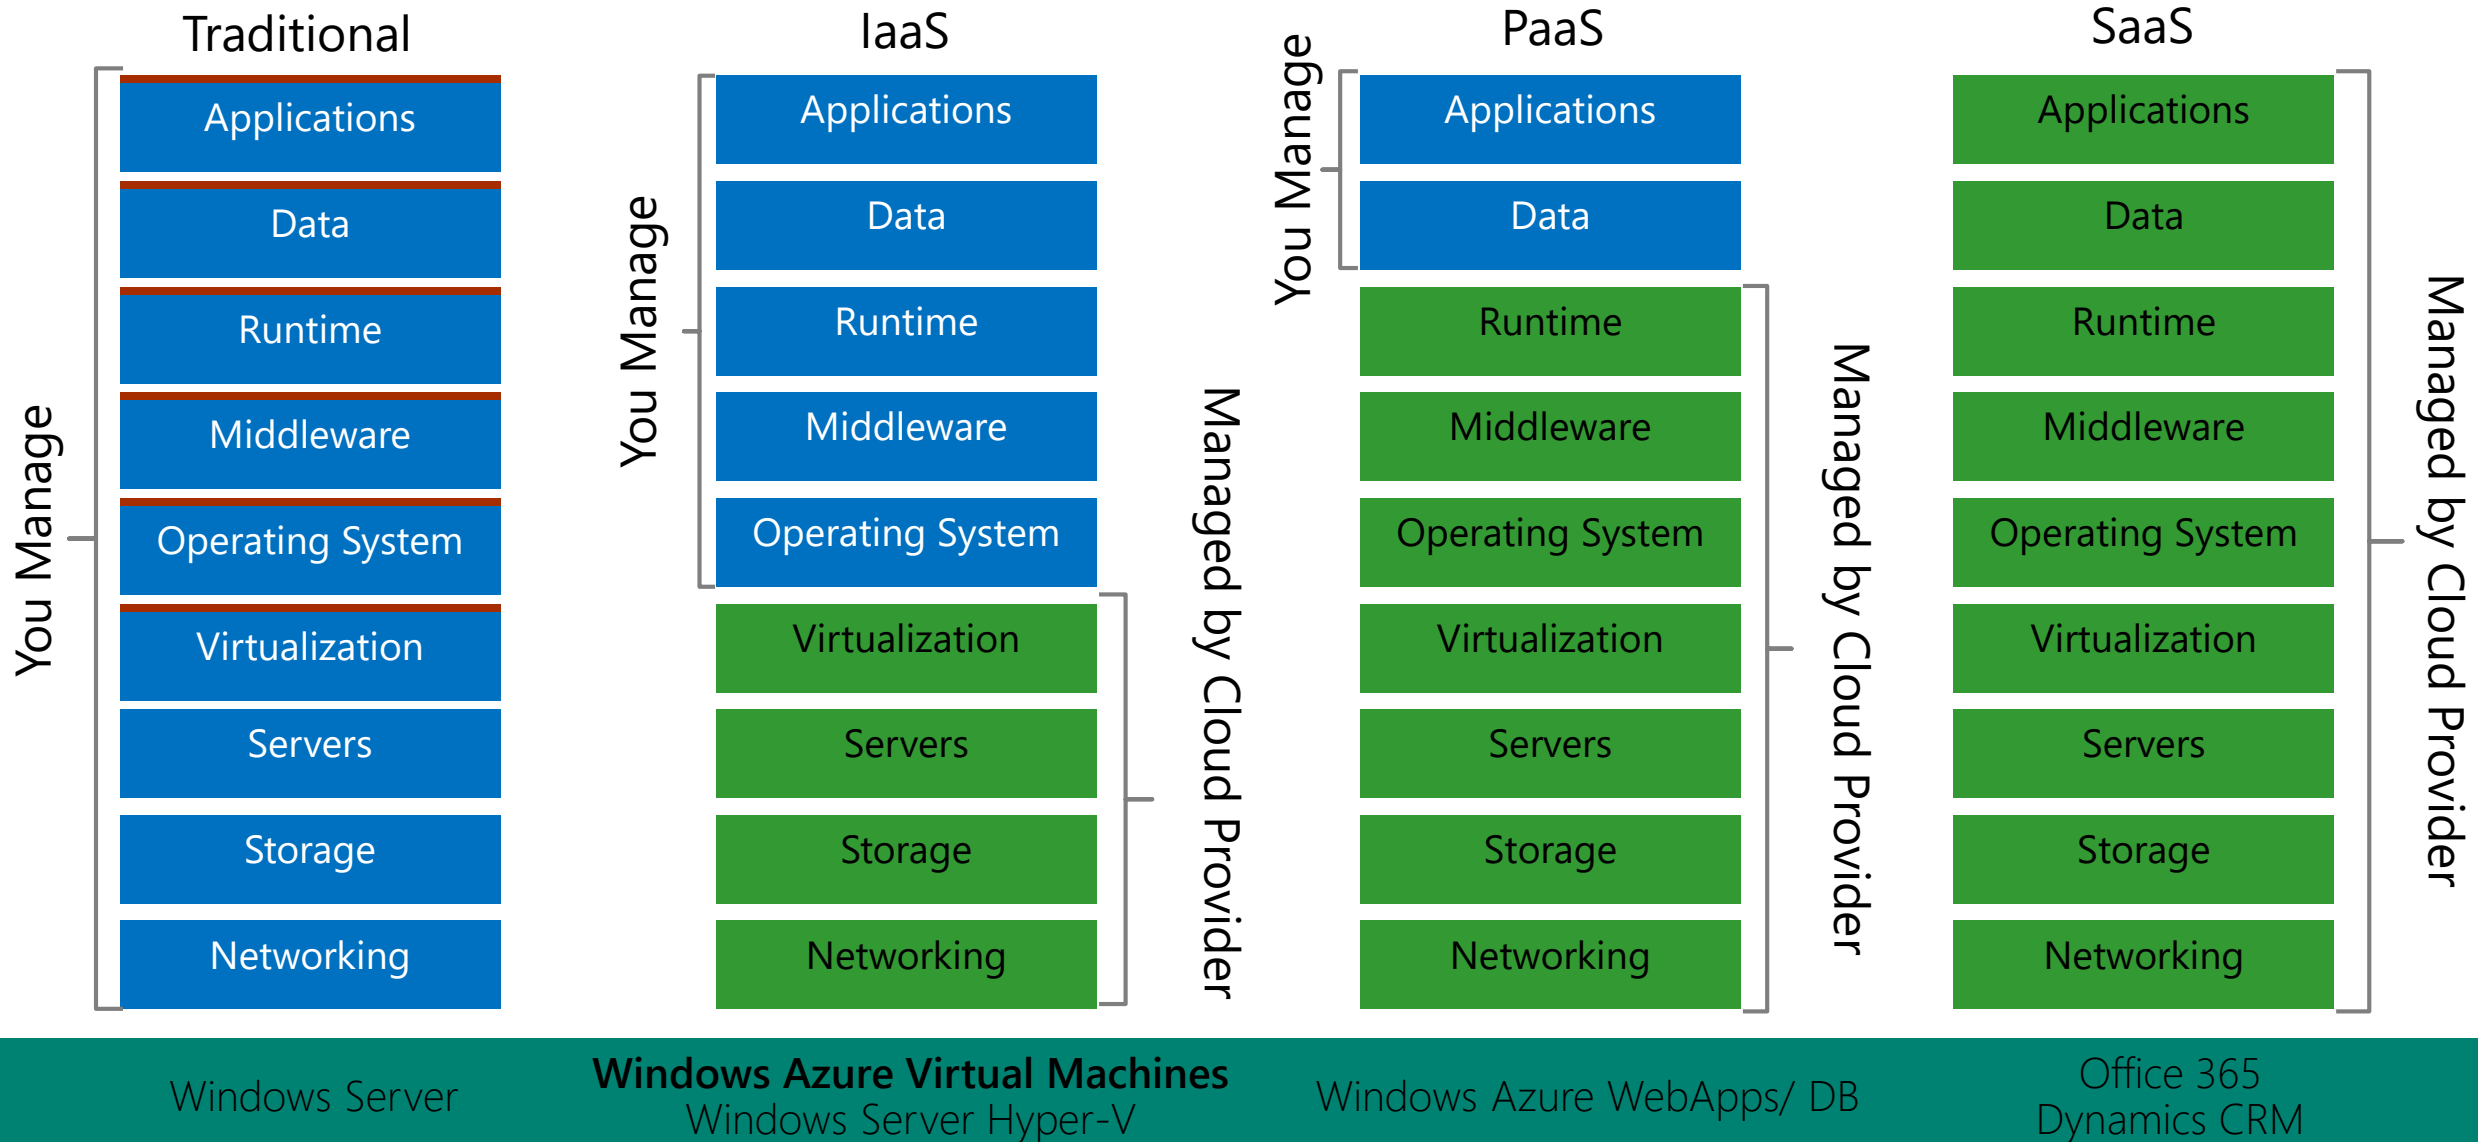 Traditional
You Manage
Applications
Data
Runtime
Middleware
Operating System
Virtualization
Servers
Storage
Networking
Windows Server
IaaS
You Manage
Applications
Data
Runtime
Middleware
Operating System
Virtualization
Servers
Storage
Networking
Managed by Cloud Provider
Windows Azure Virtual Machines
Windows Server Hyper-V
PaaS
You Manage
Applications
Data
Runtime
Middleware
Operating System
Virtualization
Servers
Storage
Networking
Managed by Cloud Provider
Windows Azure WebApps/ DB
SaaS
Applications
Data
Runtime
Middleware
Operating System
Virtualization
Servers
Storage
Networking
Managed by Cloud Provider
Office 365
Dynamics CRM